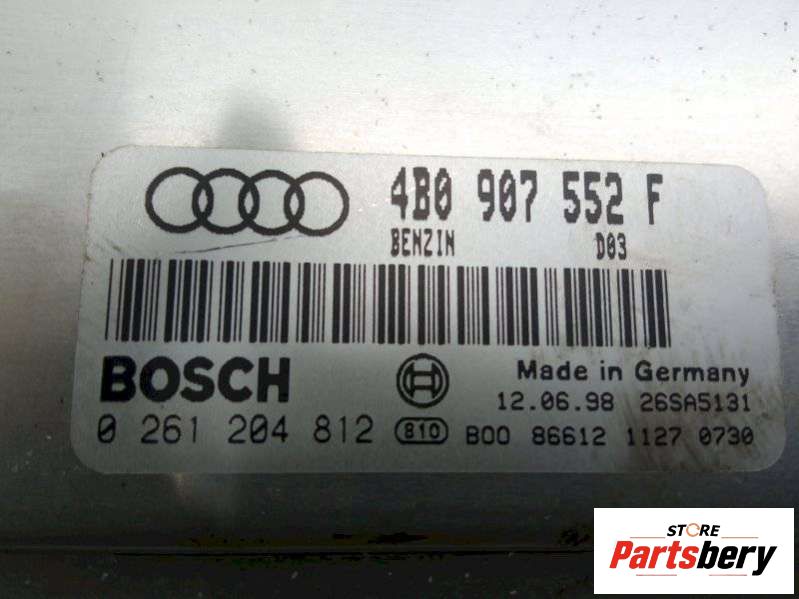 4B0 907 552 F
BENZIN D03
BOSCH
Made in Germany
12.06.98 26SA5131
0 261 204 812 810 B00 86612 1127 0730
STORE
Partsbery